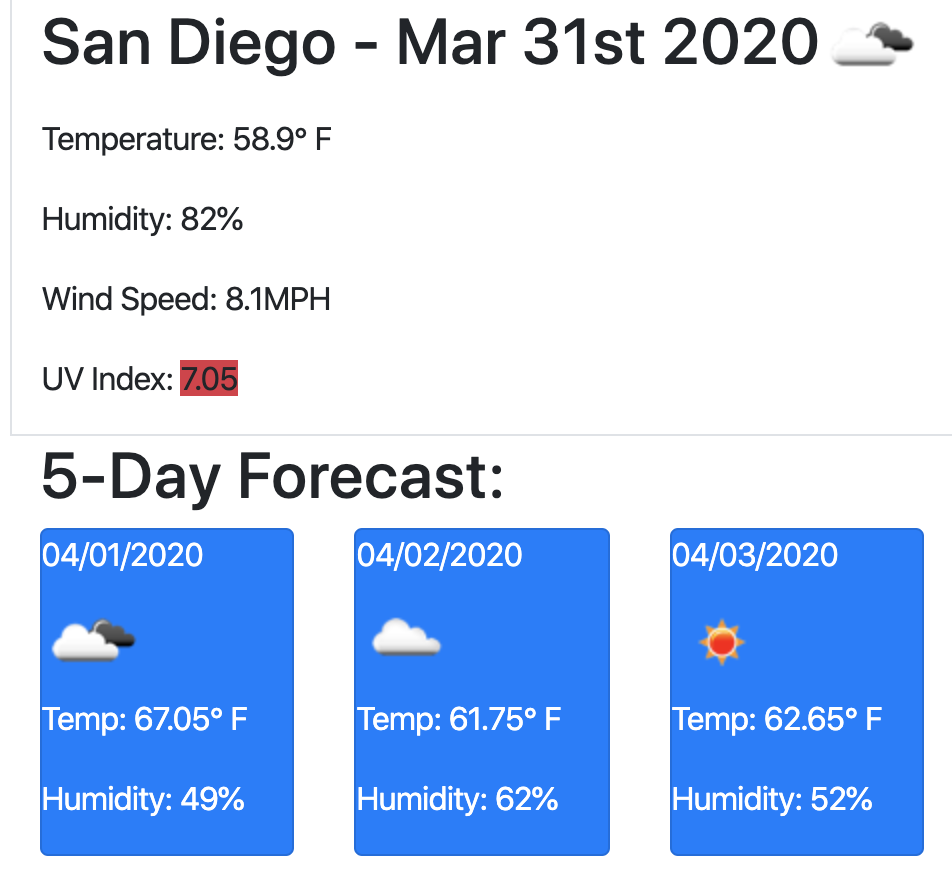 San Diego - Mar 31st 2020
Temperature: 58.9° F
Humidity: 82%
Wind Speed: 8.1MPH
UV Index: 7.05
5-Day Forecast:
04/01/2020
Temp: 67.05° F
Humidity: 49%
04/02/2020
Temp: 61.75° F
Humidity: 62%
04/03/2020
Temp: 62.65° F
Humidity: 52%